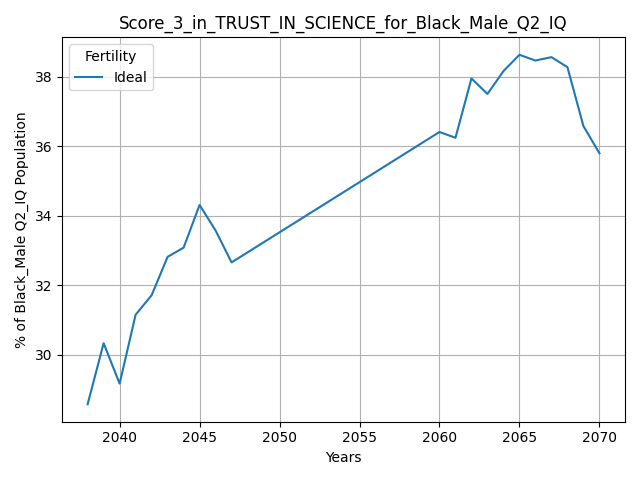 Score_3_in_TRUST_IN_SCIENCE_for_Black_Male_Q2_IQ
Fertility
Ideal
% of Black_Male Q2_IQ Population
38
36
34
32
30
2040 2045 2050 2055 2060 2065 2070
Years